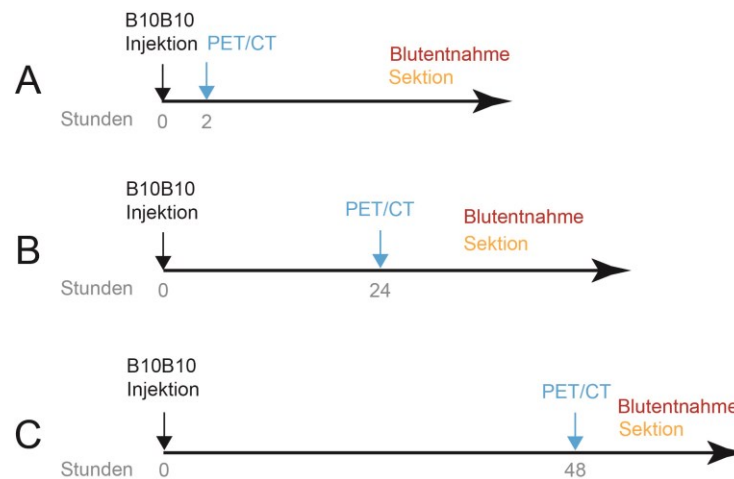 B10B10
Injektion PET/CT
Blutentnahme
Sektion
A
Stunden 0 2
B10B10
Injektion
PET/CT
Blutentnahme
Sektion
B
Stunden 0 24
B10B10
Injektion
PET/CT
Blutentnahme
Sektion
C
Stunden 0 48